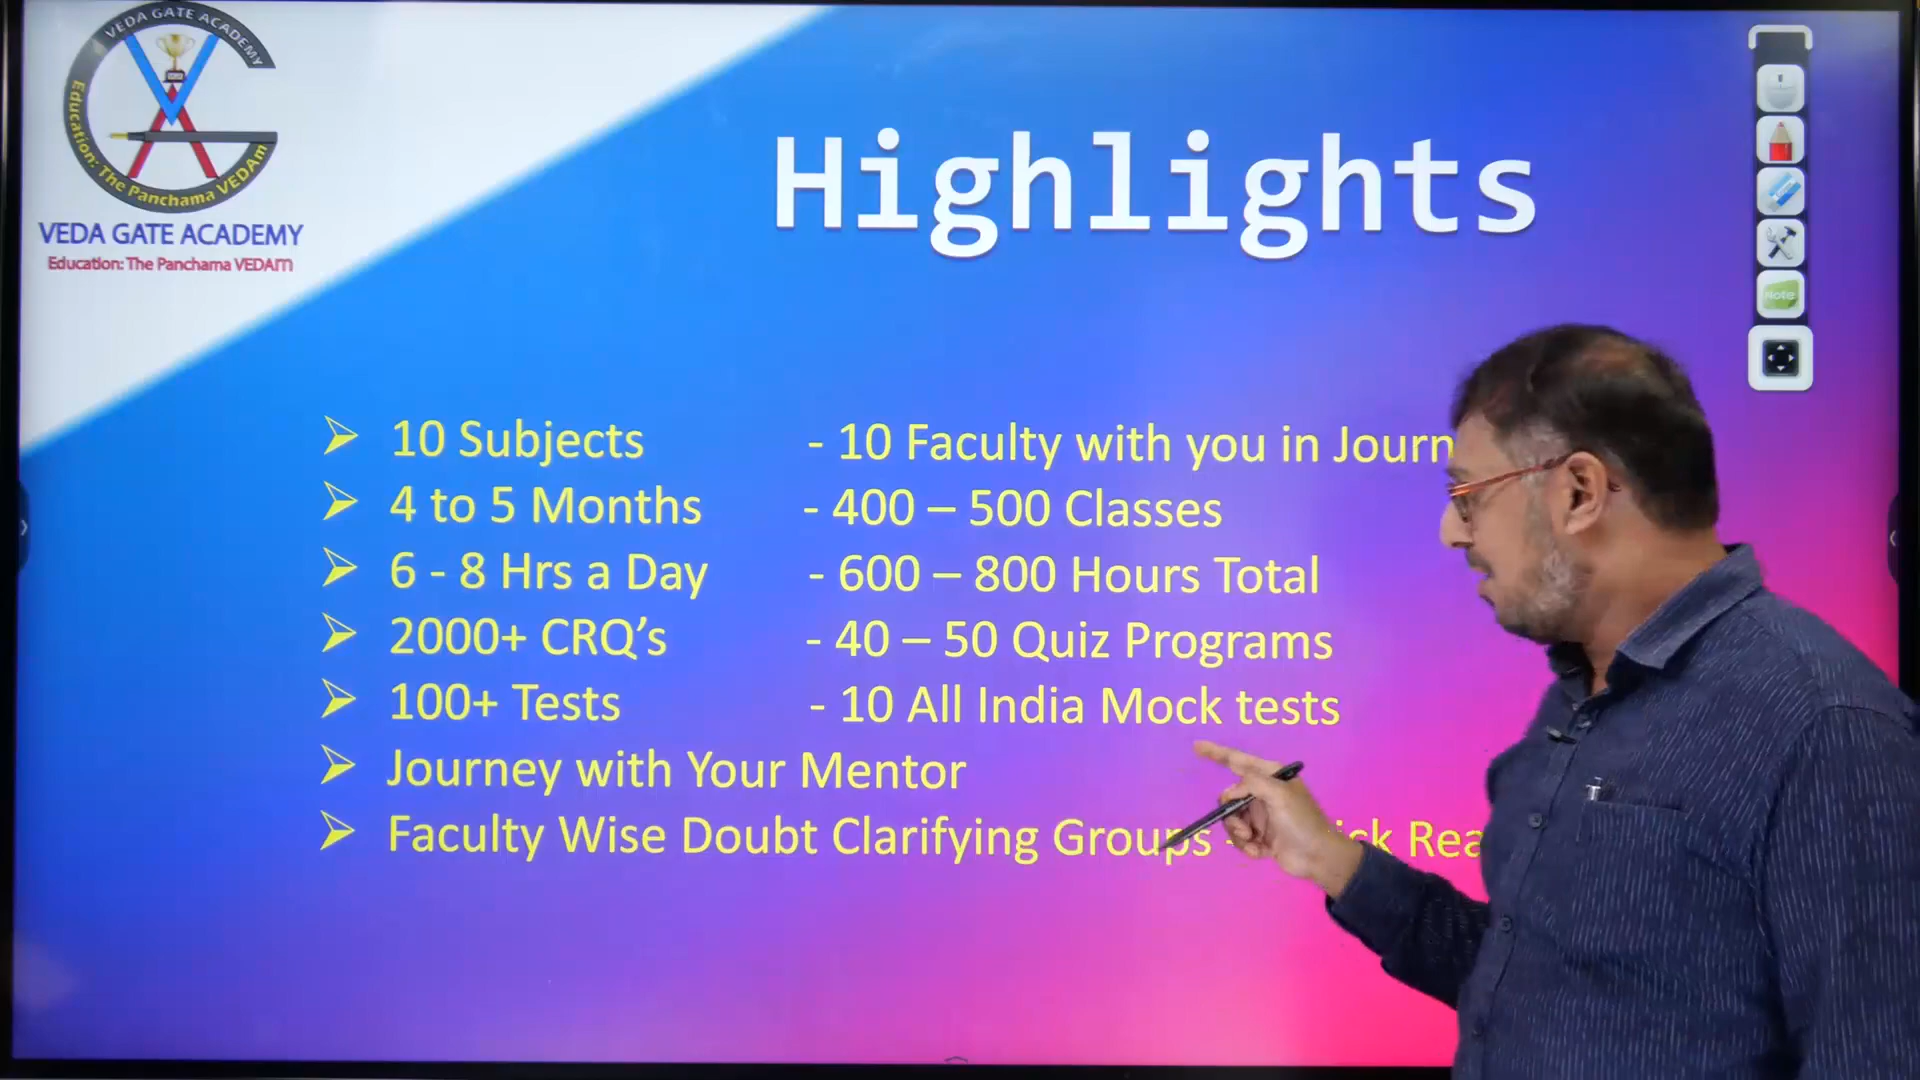 VEDA GATE ACADEMY
Education: The Panchama VEDAm
VEDA GATE ACADEMY
Education: The Panchama VEDAm
Highlights
10 Subjects - 10 Faculty with you in Journ
4 to 5 Months - 400 – 500 Classes
6 - 8 Hrs a Day - 600 – 800 Hours Total
2000+ CRQ’s - 40 – 50 Quiz Programs
100+ Tests - 10 All India Mock tests
Journey with Your Mentor
Faculty Wise Doubt Clarifying Groups -
Note